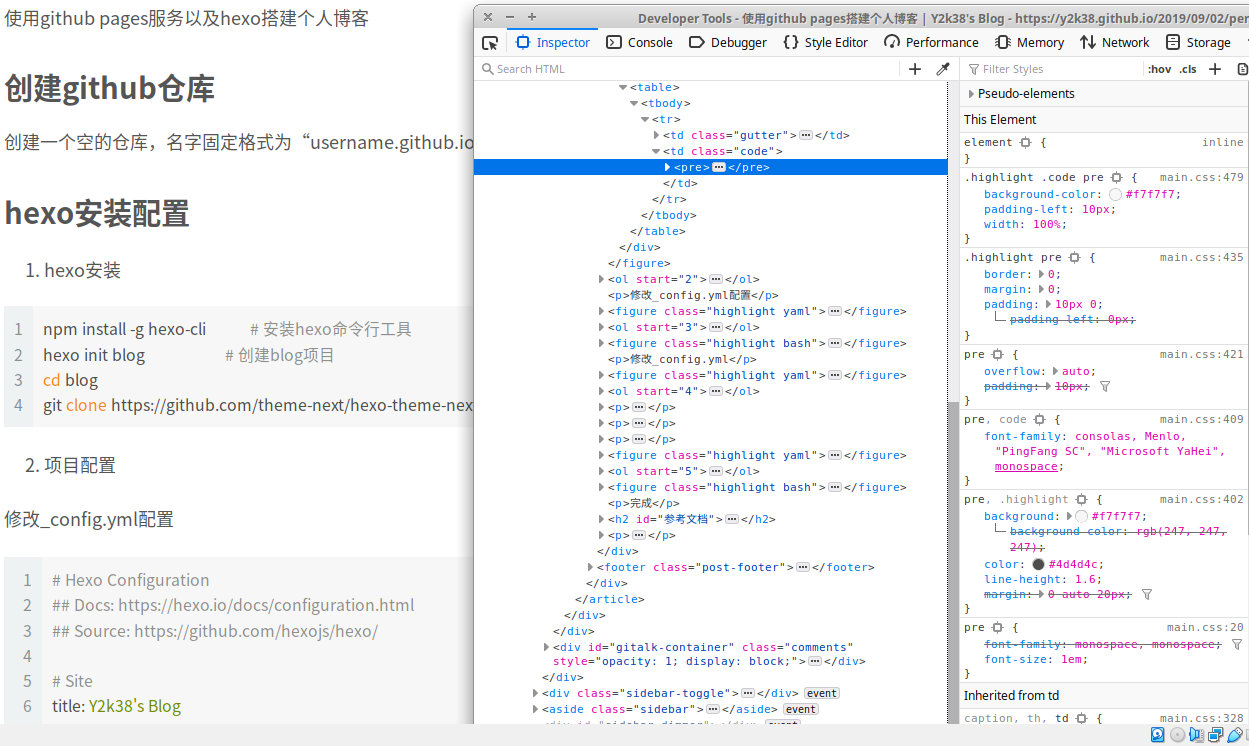 使用github pages服务以及hexo搭建个人博客
创建github仓库
创建一个空的仓库，名字固定格式为“username.github.io
hexo安装配置
1. hexo安装
1 npm install -g hexo-cli # 安装hexo命令行工具
2 hexo init blog # 创建blog项目
3 cd blog
4 git clone https://github.com/theme-next/hexo-theme-nex
2. 项目配置
修改_config.yml配置
1 # Hexo Configuration
2 ## Docs: https://hexo.io/docs/configuration.html
3 ## Source: https://github.com/hexojs/hexo/
4
5 # Site
6 title: Y2k38's Blog
Developer Tools - 使用github pages搭建个人博客 | Y2k38's Blog - https://y2k38.github.io/2019/09/02/per
Inspector Console Debugger {} Style Editor Performance Memory Network Storage
Search HTML
<table>
<tbody>
<tr>
<td class="gutter"></td>
<td class="code">
<pre></pre>
</td>
</tr>
</tbody>
</table>
</div>
</figure>
<ol start="2"></ol>
<p>修改_config.yml配置</p>
<figure class="highlight yaml"></figure>
<ol start="3"></ol>
<figure class="highlight bash"></figure>
<p>修改_config.yml</p>
<figure class="highlight yaml"></figure>
<ol start="4"></ol>
<p></p>
<p></p>
<p></p>
<figure class="highlight yaml"></figure>
<ol start="5"></ol>
<figure class="highlight bash"></figure>
<p>完成</p>
<h2 id="参考文档"></h2>
<p></p>
</div>
<footer class="post-footer"></footer>
</div>
</article>
</div>
</div>
<div id="gitalk-container" class="comments"
style="opacity: 1; display: block;"></div>
</div>
<div class="sidebar-toggle"></div> event
<aside class="sidebar"></aside> event
Filter Styles :hov .cls
Pseudo-elements
This Element
element { inline
}
.highlight .code pre { main.css:479
background-color: #f7f7f7;
padding-left: 10px;
width: 100%;
}
.highlight pre { main.css:435
border: 0;
margin: 0;
padding: 10px 0;
padding-left: 0px;
}
pre { main.css:421
overflow: auto;
padding: 10px;
}
pre, code { main.css:409
font-family: consolas, Menlo,
"PingFang SC", "Microsoft YaHei",
monospace;
}
pre, .highlight { main.css:402
background: #f7f7f7;
background-color: rgb(247, 247,
247);
color: #4d4d4c;
line-height: 1.6;
margin: 0 auto 20px;
}
pre { main.css:20
font-family: monospace, monospace;
font-size: 1em;
}
Inherited from td
caption, th, td { main.css:328